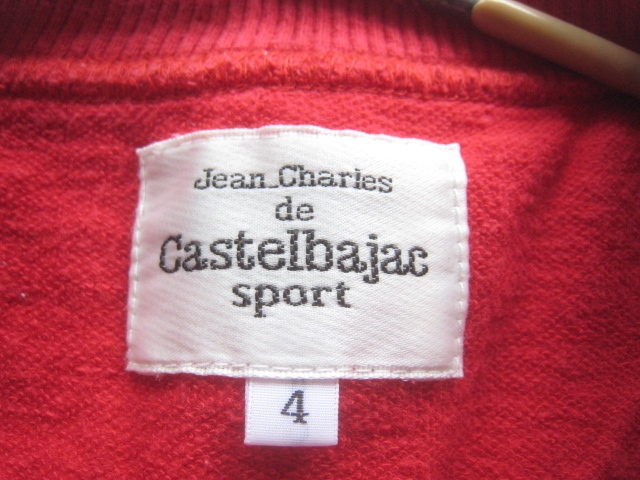 Jean_Charles
de
Castelbajac
sport
4